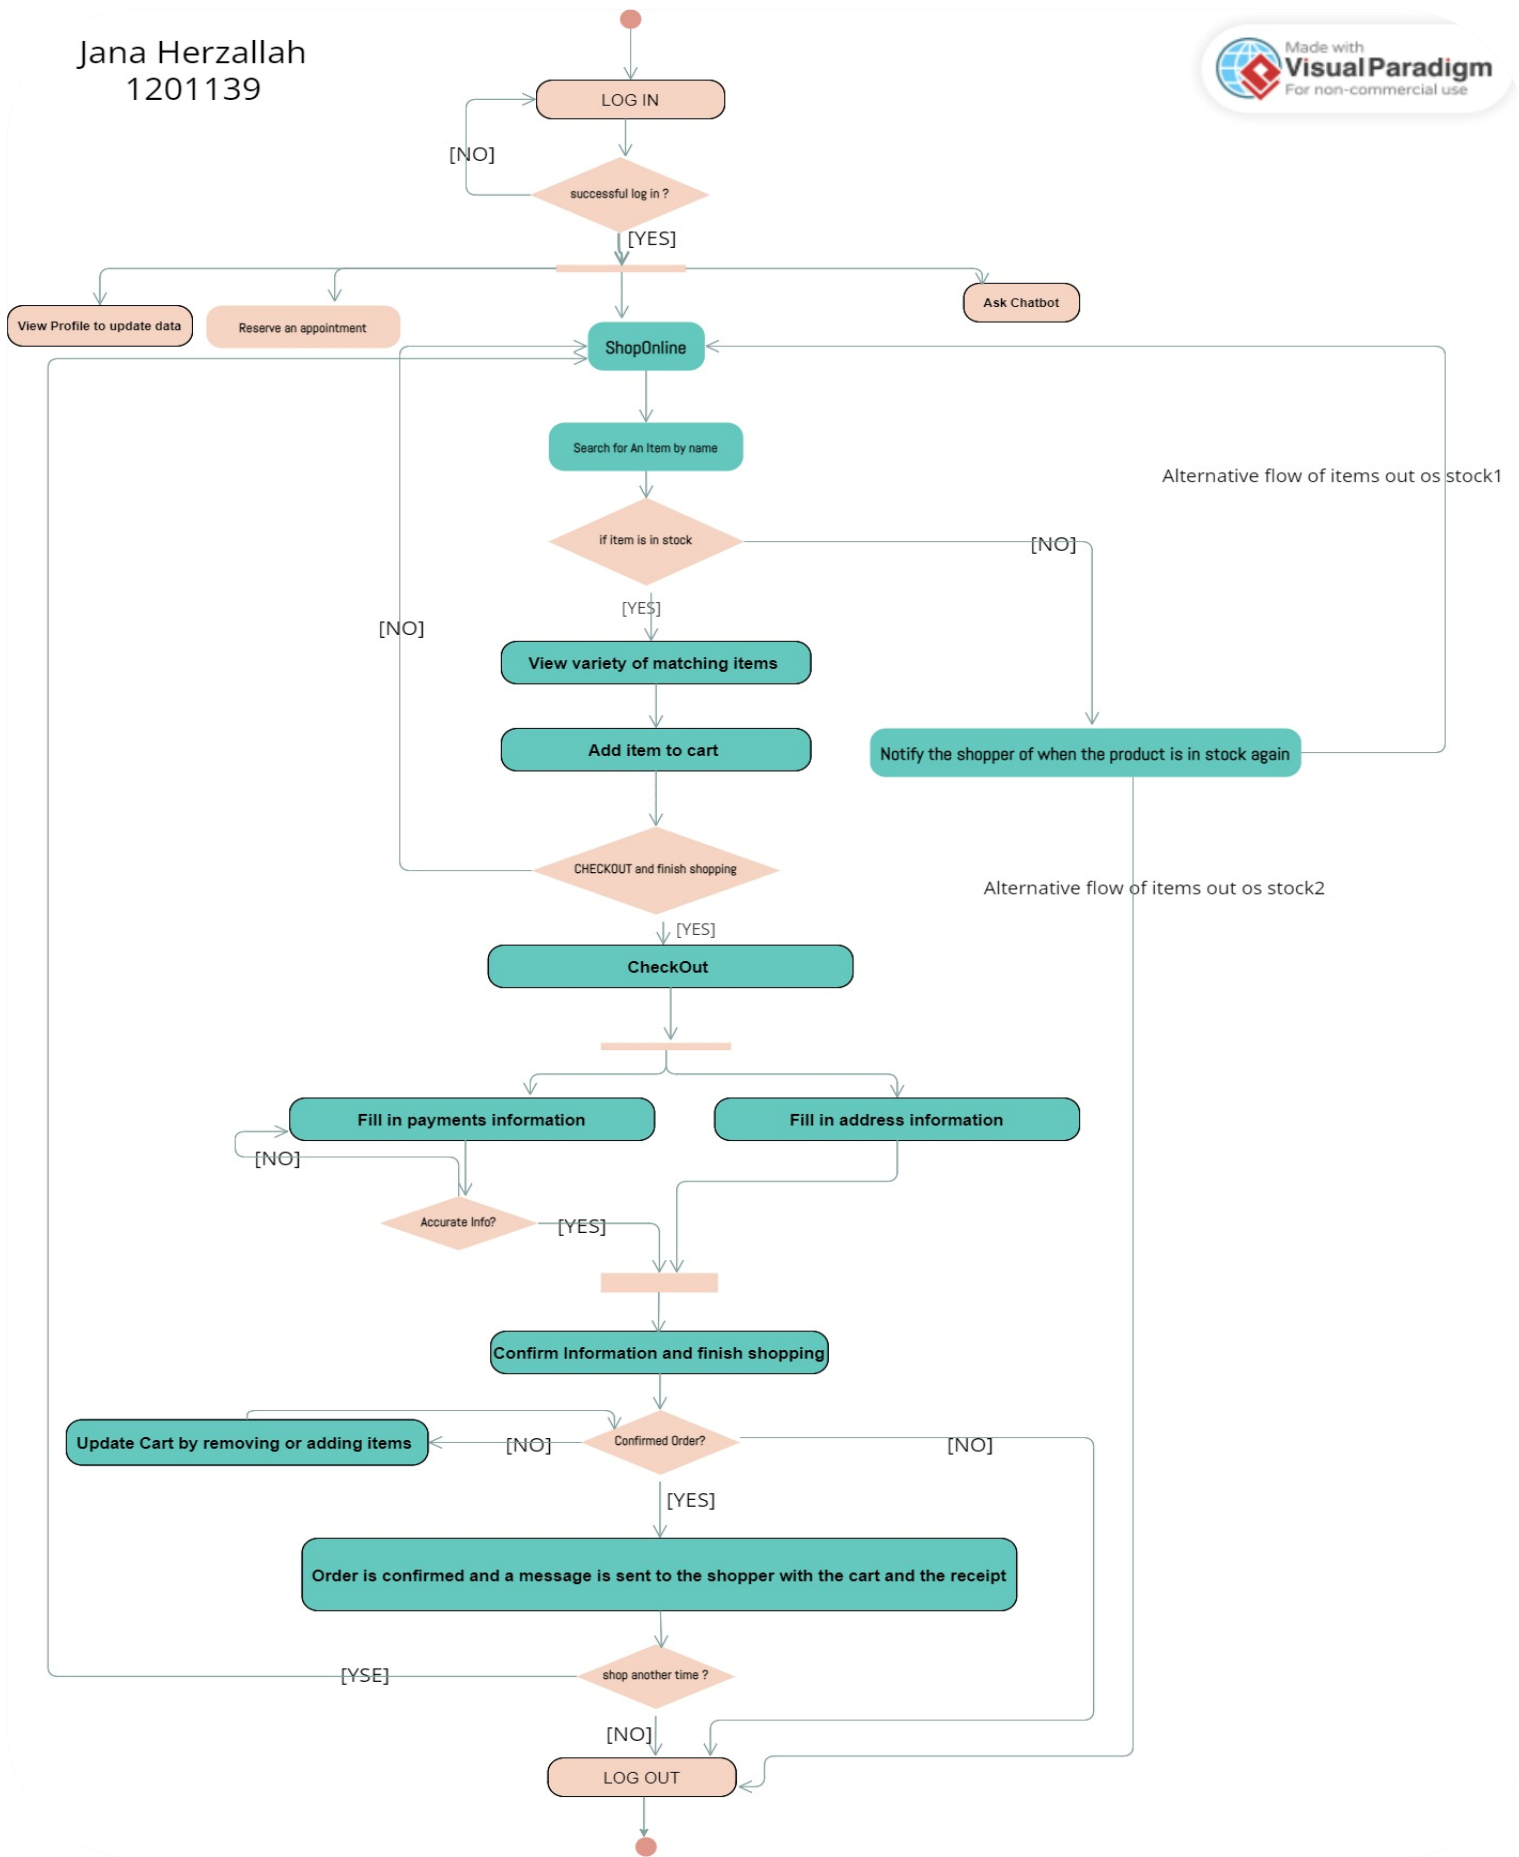 Jana Herzallah
1201139
Made with
Visual Paradigm
For non-commercial use
LOG IN
[NO]
successful log in ?
[YES]
View Profile to update data
Reserve an appointment
Ask Chatbot
ShopOnline
Search for An Item by name
Alternative flow of items out os stock1
if item is in stock
[NO]
[YES]
[NO]
View variety of matching items
Add item to cart
Notify the shopper of when the product is in stock again
CHECKOUT and finish shopping
Alternative flow of items out os stock2
[YES]
CheckOut
Fill in payments information
Fill in address information
[NO]
Accurate Info?
[YES]
Confirm Information and finish shopping
Update Cart by removing or adding items
[NO]
Confirmed Order?
[NO]
[YES]
Order is confirmed and a message is sent to the shopper with the cart and the receipt
[YSE]
shop another time ?
[NO]
LOG OUT